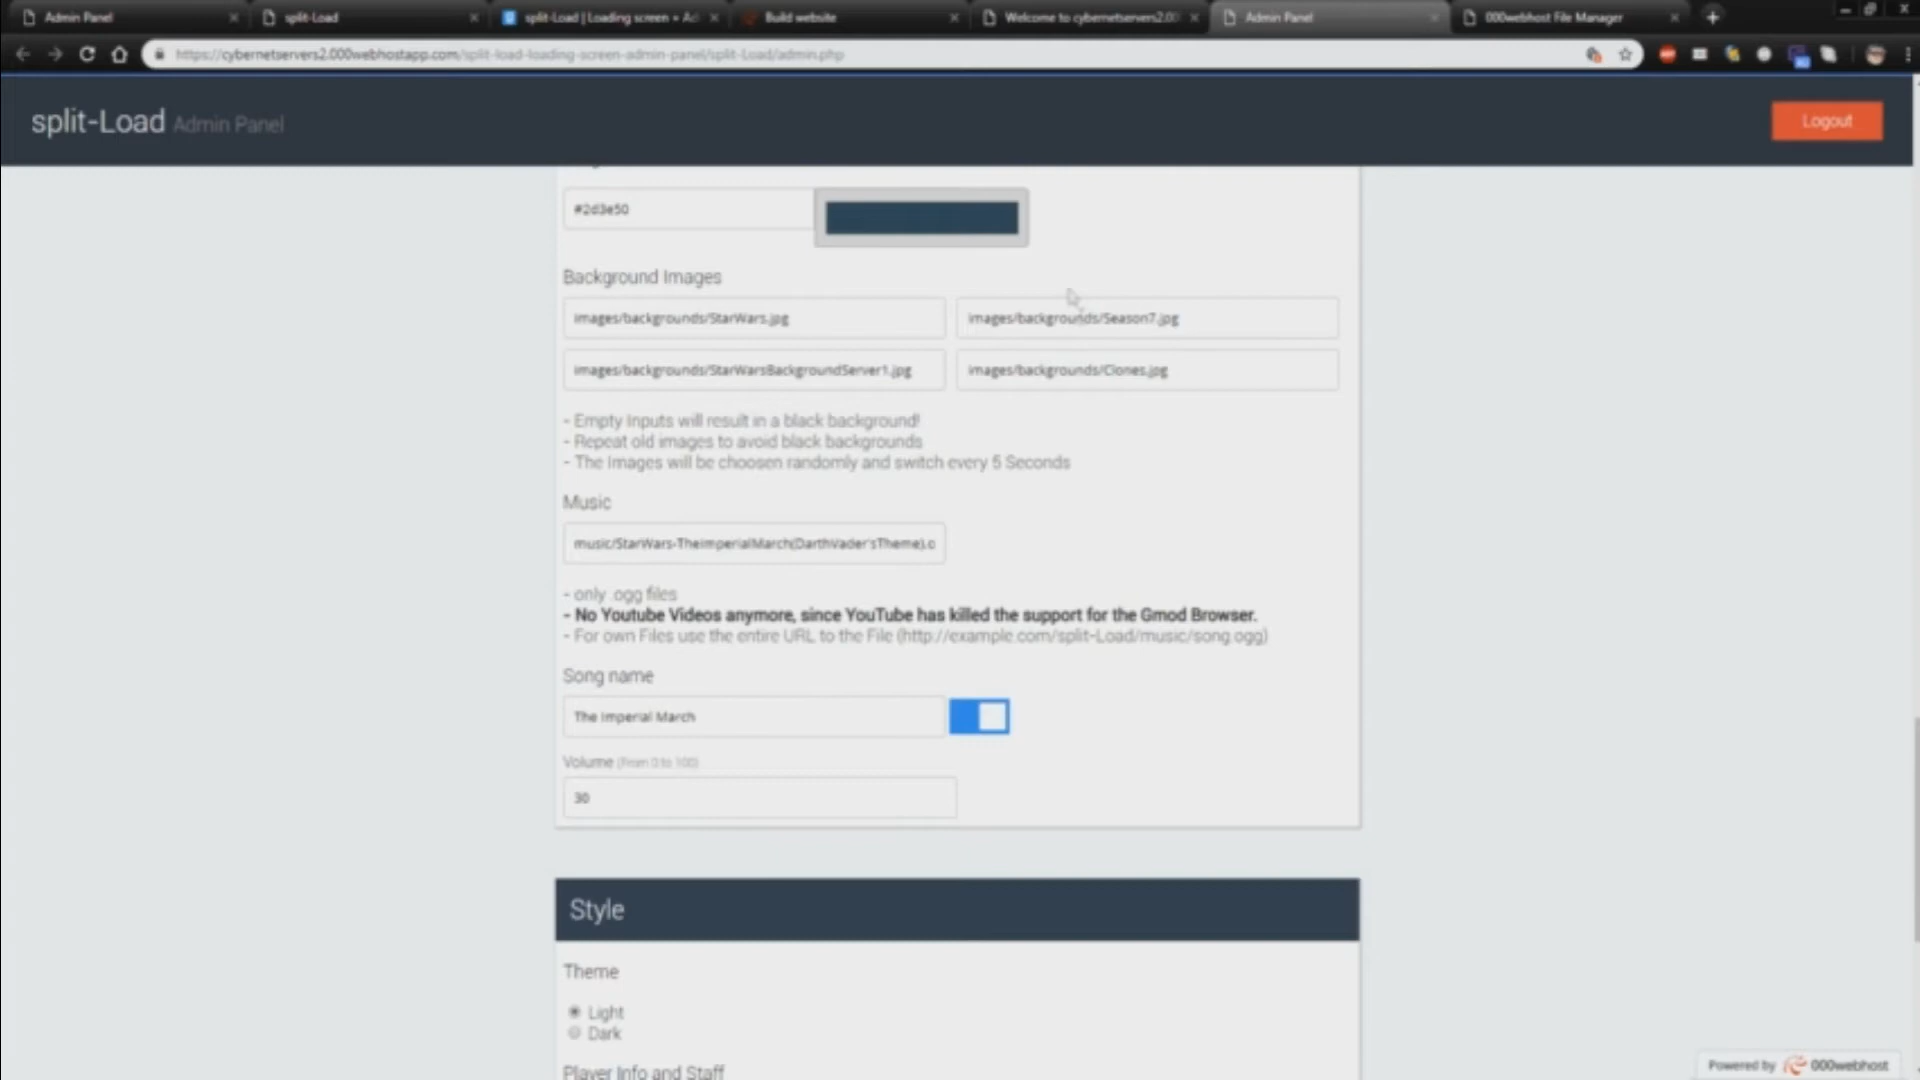 Admin Panel
split-Load
split-Load | Loading screen + Ad
Build website
Welcome to cybernetservers2.00
Admin Panel
000webhost File Manager
https://cybernetservers2.000webhostapp.com/split-load-loading-screen-admin-panel/split-Load/admin.php
split-Load Admin Panel
Logout
#2d3e50
Background Images
images/backgrounds/StarWars.jpg
images/backgrounds/Season7.jpg
images/backgrounds/StarWarsBackgroundServer1.jpg
images/backgrounds/Clones.jpg
- Empty Inputs will result in a black background!
- Repeat old images to avoid black backgrounds
- The Images will be choosen randomly and switch every 5 Seconds
Music
music/StarWars-TheImperialMarch(DarthVader'sTheme).o
- only .ogg files
- No Youtube Videos anymore, since YouTube has killed the support for the Gmod Browser.
- For own Files use the entire URL to the File (http://example.com/split-Load/music/song.ogg)
Song name
The Imperial March
Volume (From 0 to 100)
30
Style
Theme
Light
Dark
Player Info and Staff
Powered by 000webhost